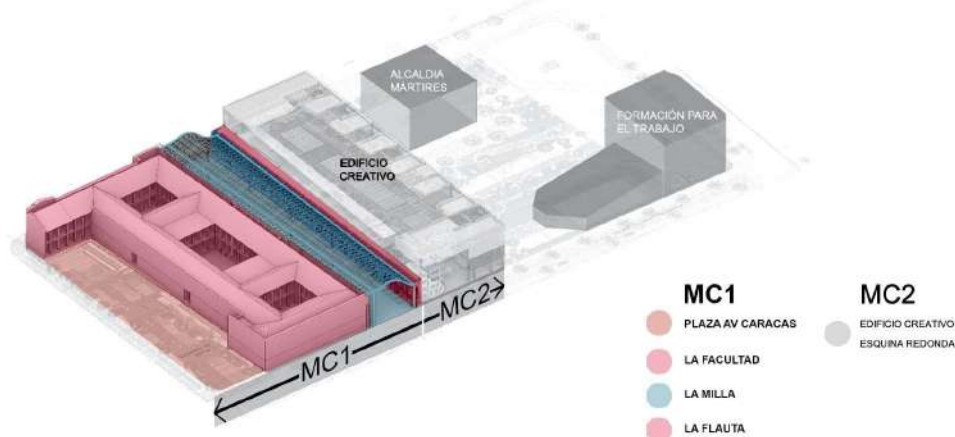 ALCALDIA
MÁRTIRES
FORMACIÓN PARA
EL TRABAJO
EDIFICIO
CREATIVO
MC2
MC1
MC1
PLAZA AV CARACAS
LA FACULTAD
LA MILLA
LA FLAUTA
MC2
EDIFICIO CREATIVO
ESQUINA REDONDA